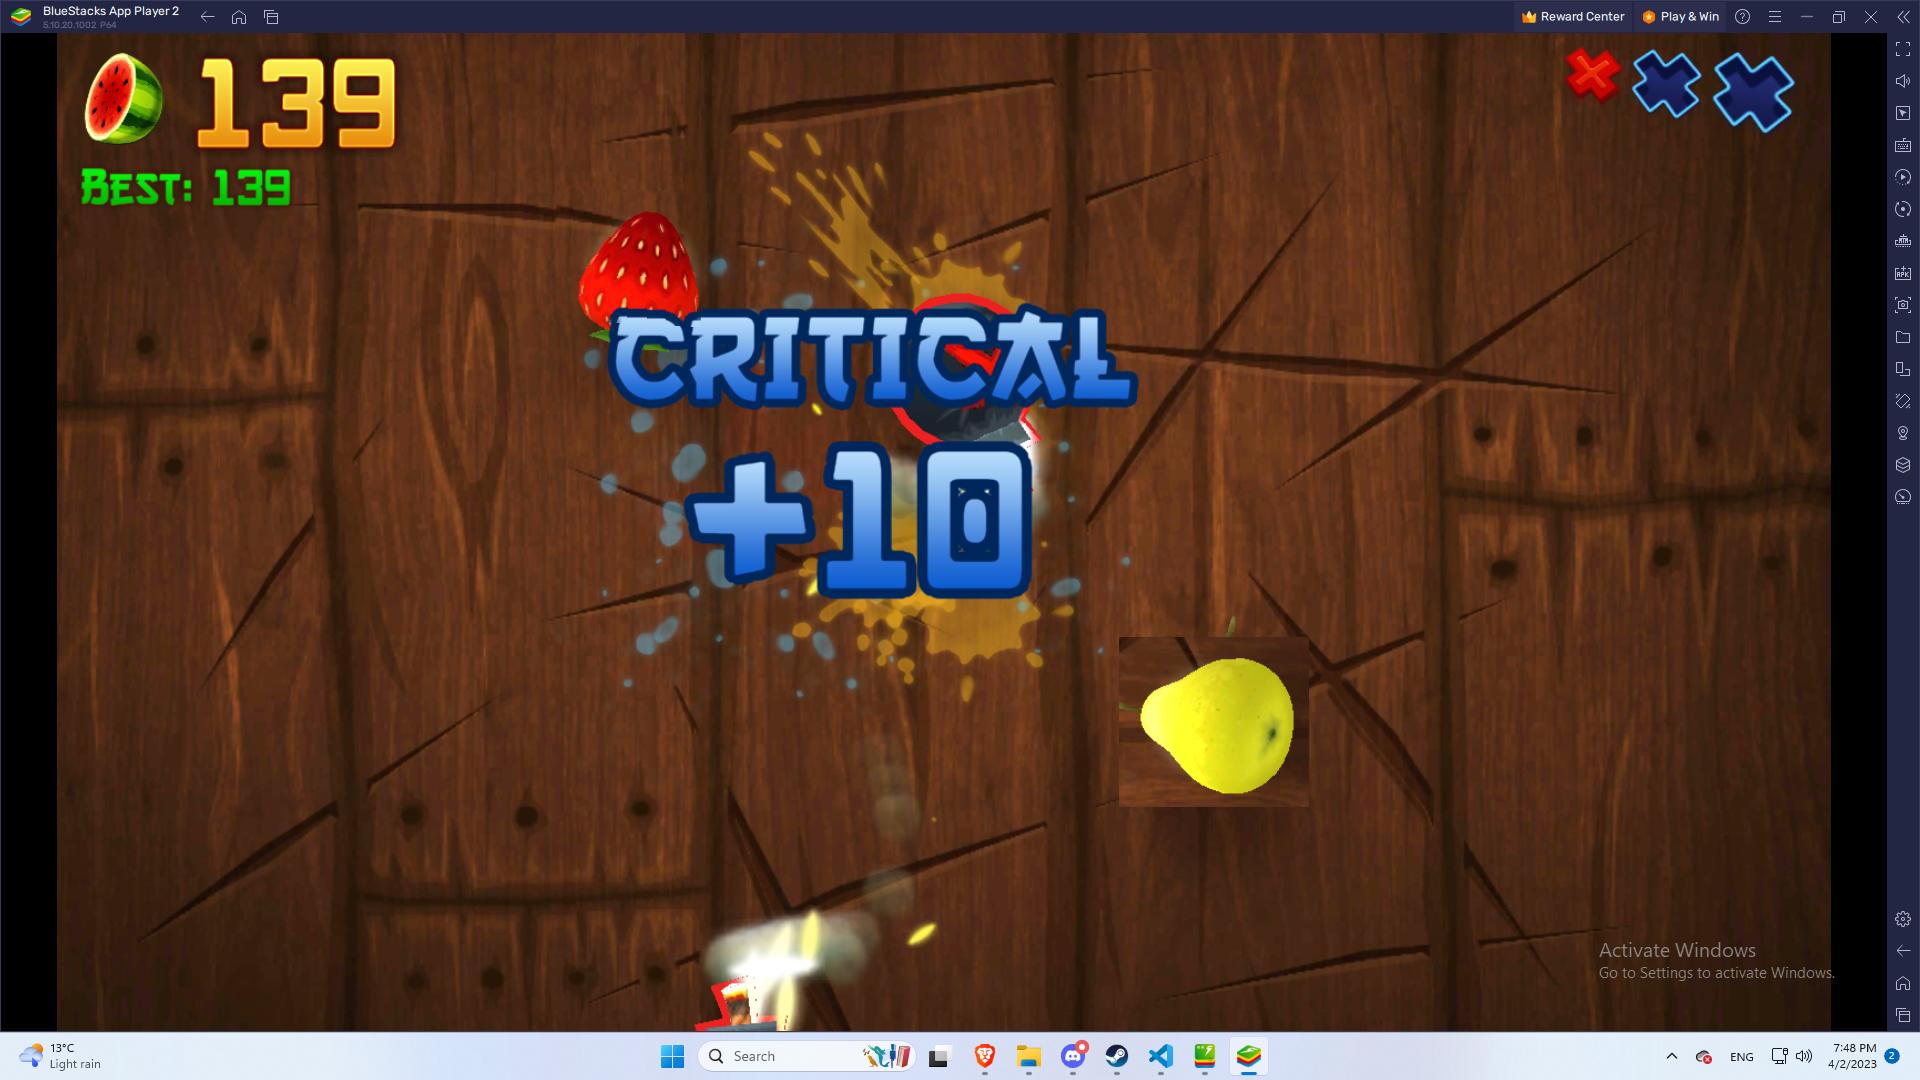 BlueStacks App Player 2
5.10.20.1002 P64
Reward Center
Play & Win
139
BEST: 139
CRITICAL
+10
Activate Windows
Go to Settings to activate Windows.
13°C
Light rain
Search
ENG
7:48 PM
4/2/2023
2